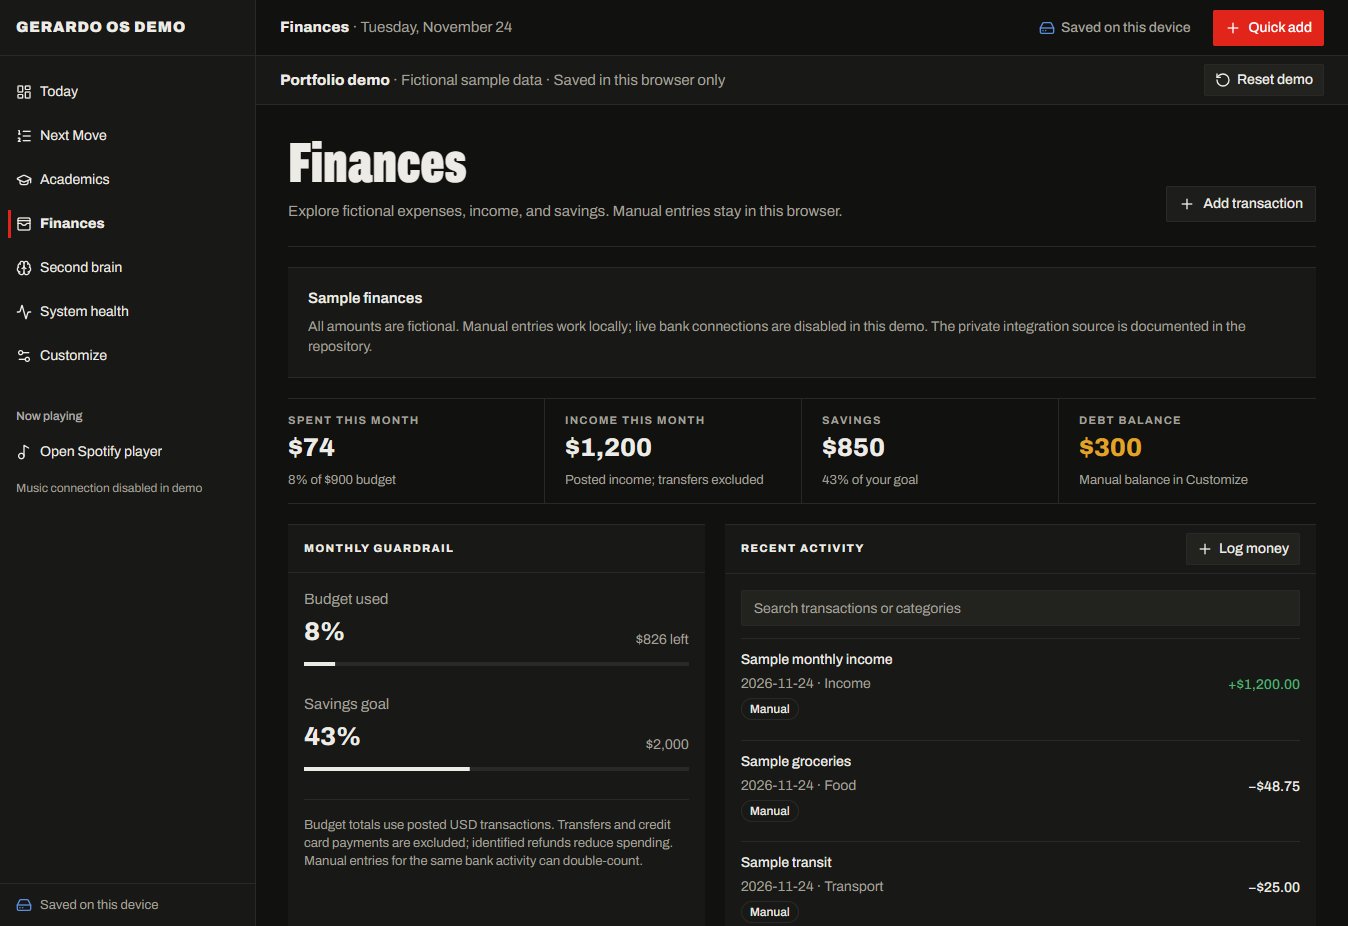 GERARDO OS DEMO
Today
Next Move
Academics
Finances
Second brain
System health
Customize
Now playing
Open Spotify player
Music connection disabled in demo
Saved on this device
Finances · Tuesday, November 24
Saved on this device
Quick add
Portfolio demo · Fictional sample data · Saved in this browser only
Reset demo
Finances
Explore fictional expenses, income, and savings. Manual entries stay in this browser.
Add transaction
Sample finances
All amounts are fictional. Manual entries work locally; live bank connections are disabled in this demo. The private integration source is documented in the
repository.
SPENT THIS MONTH
$74
8% of $900 budget
INCOME THIS MONTH
$1,200
Posted income; transfers excluded
SAVINGS
$850
43% of your goal
DEBT BALANCE
$300
Manual balance in Customize
MONTHLY GUARDRAIL
Budget used
8%
$826 left
Savings goal
43%
$2,000
Budget totals use posted USD transactions. Transfers and credit
card payments are excluded; identified refunds reduce spending.
Manual entries for the same bank activity can double-count.
RECENT ACTIVITY
Log money
Search transactions or categories
Sample monthly income
2026-11-24 · Income
+$1,200.00
Manual
Sample groceries
2026-11-24 · Food
–$48.75
Manual
Sample transit
2026-11-24 · Transport
–$25.00
Manual